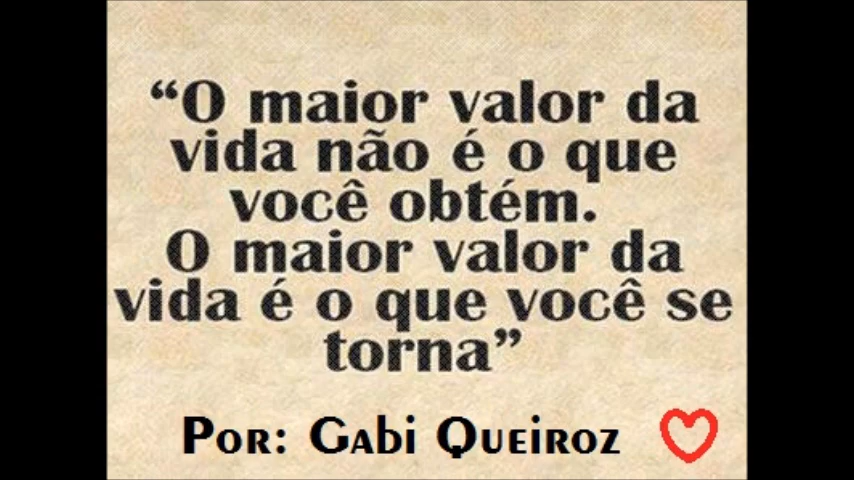 “O maior valor da
vida não é o que
você obtém.
O maior valor da
vida é o que você se
torna”
Por: Gabi Queiroz